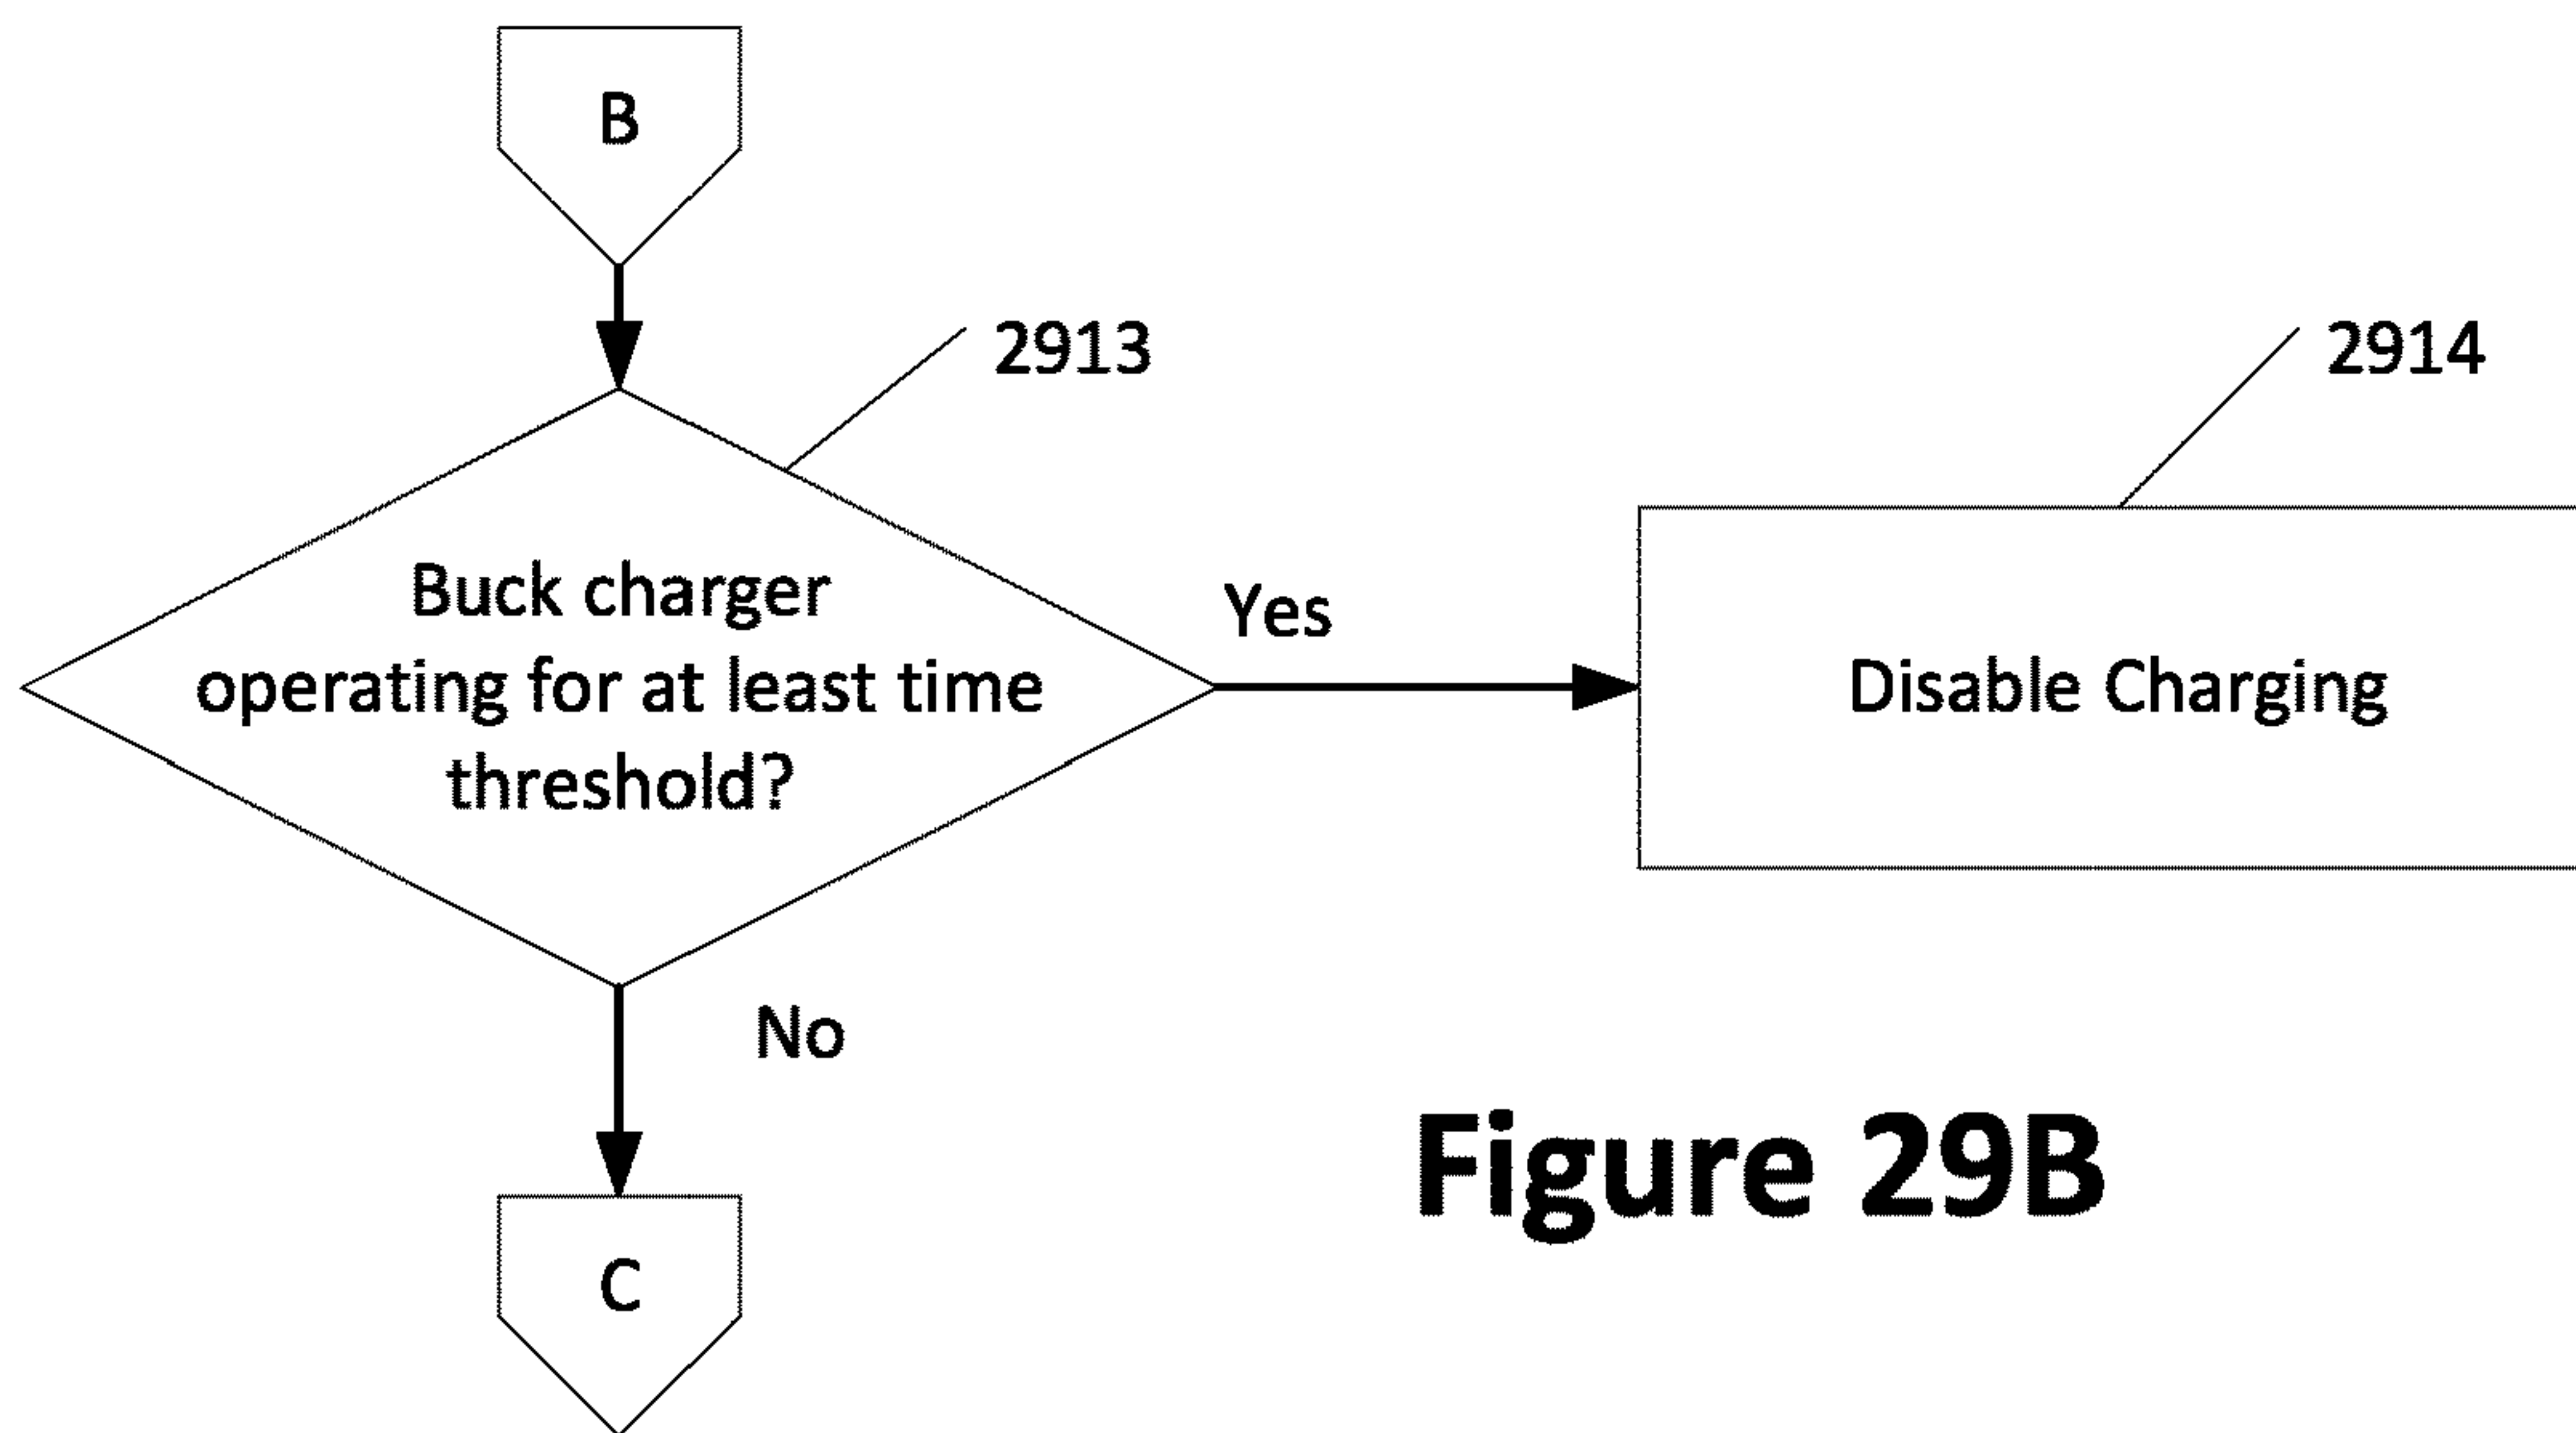 B
2913
2914
Buck charger
operating for at least time
threshold?
Yes
Disable Charging
No
Figure 29B
C